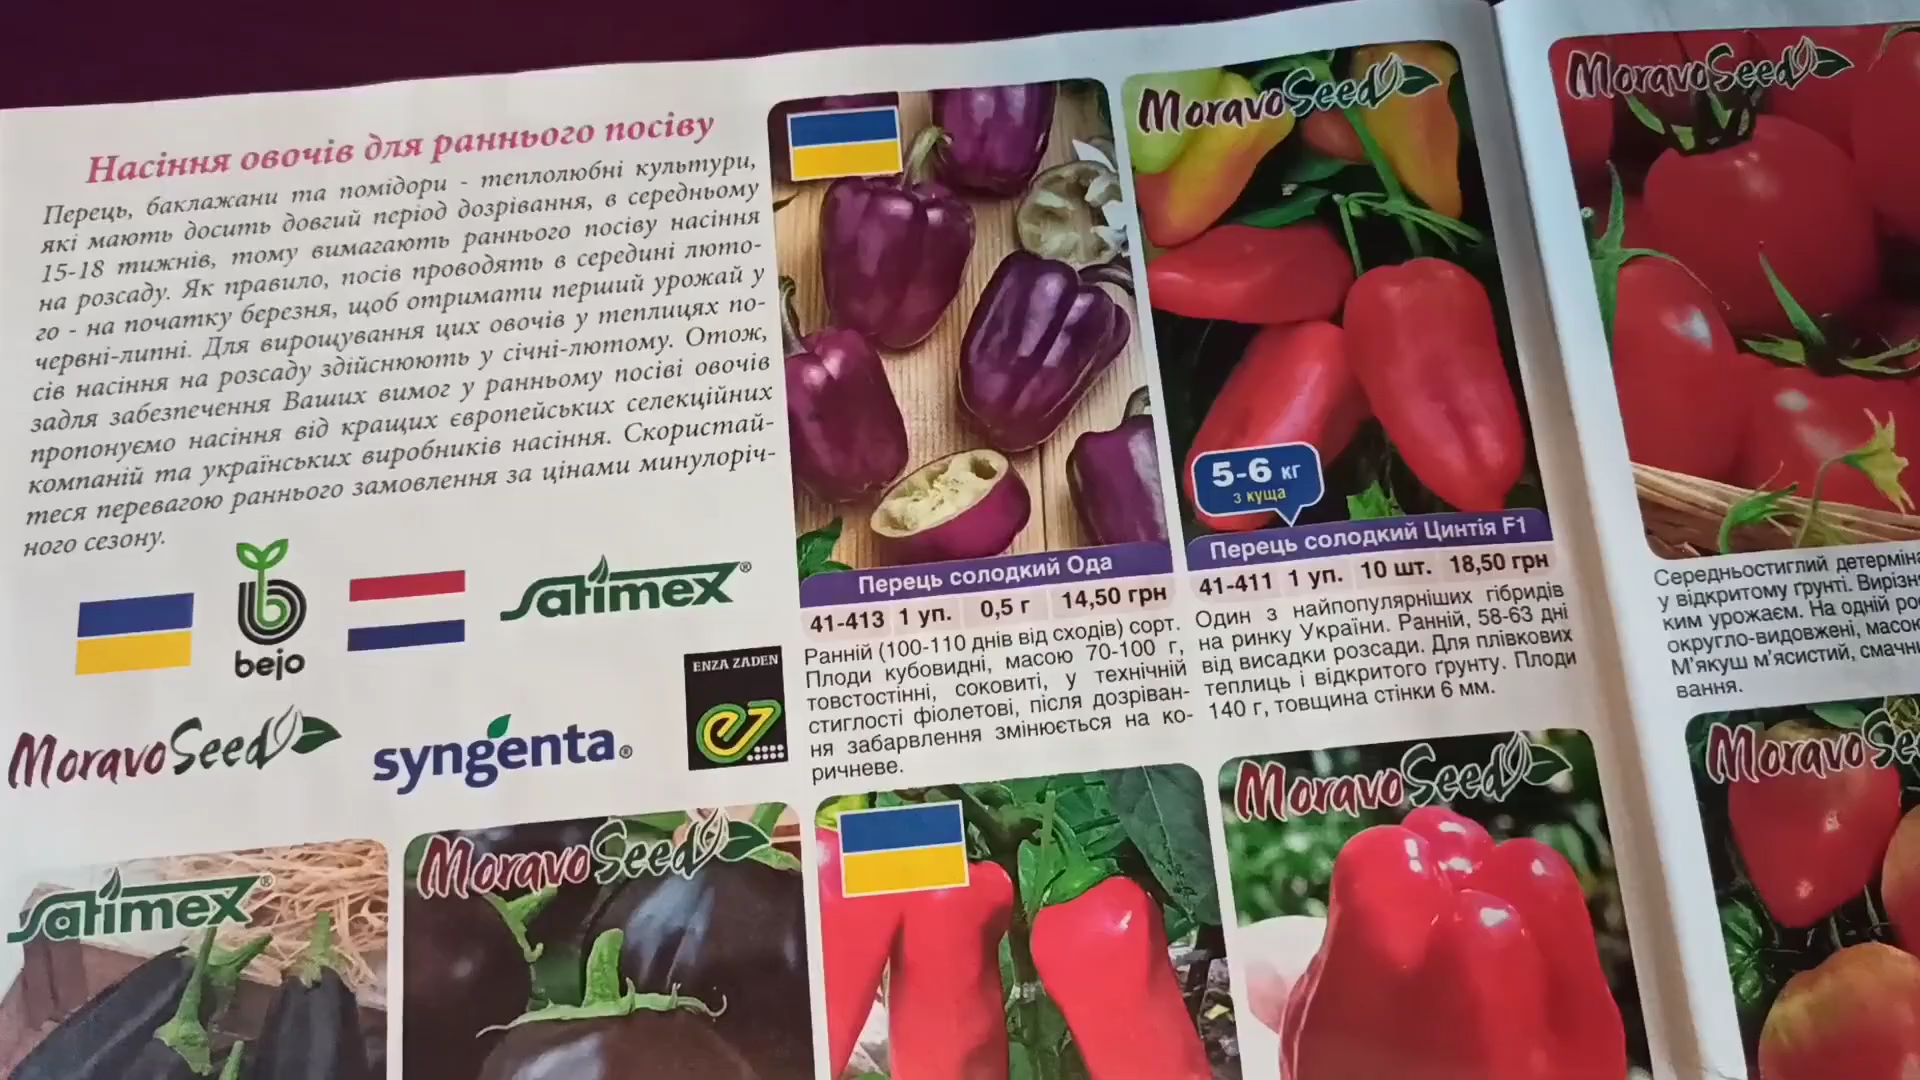 Насіння овочів для раннього посіву
Перець, баклажани та помідори - теплолюбні культури,
які мають досить довгий період дозрівання, в середньому
15-18 тижнів, тому вимагають раннього посіву насіння
на розсаду. Як правило, посів проводять в середині люто-
го - на початку березня, щоб отримати перший урожай у
червні-липні. Для вирощування цих овочів у теплицях по-
сів насіння на розсаду здійснюють у січні-лютому. Отож,
задля забезпечення Ваших вимог у ранньому посіві овочів
пропонуємо насіння від кращих європейських селекційних
компаній та українських виробників насіння. Скористай-
теся перевагою раннього замовлення за цінами минулоріч-
ного сезону.
bejo
Satimex®
MoravoSeed
syngenta®
ENZA ZADEN
Перець солодкий Ода
41-413 1 уп. 0,5 г 14,50 грн
Ранній (100-110 днів від сходів) сорт.
Плоди кубовидні, масою 70-100 г,
товстостінні, соковиті, у технічній
стиглості фіолетові, після дозріван-
ня забарвлення змінюється на ко-
ричневе.
MoravoSeed
5-6 кг
з куща
Перець солодкий Цинтія F1
41-411 1 уп. 10 шт. 18,50 грн
Один з найпопулярніших гібридів
на ринку України. Ранній, 58-63 дні
від висадки розсади. Для плівкових
теплиць і відкритого ґрунту. Плоди
140 г, товщина стінки 6 мм.
MoravoSeed
Середньостиглий
у відкритому ґрунті.
ким урожаєм. На одній
округло-видовжені,
М'якуш м'ясистий,
вання.
Satimex®
MoravoSeed
MoravoSeed
MoravoSe